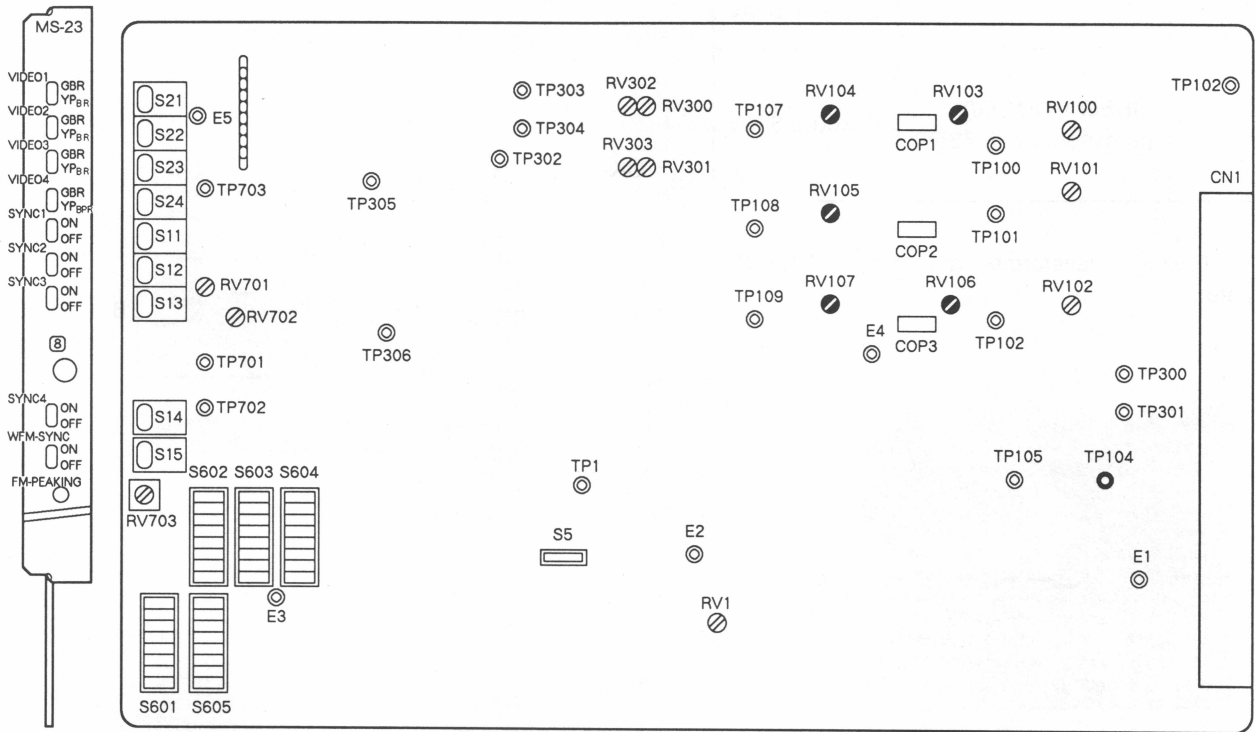 MS-23
VIDEO1
GBR
YPBR
VIDEO2
GBR
YPBR
VIDEO3
GBR
YPBR
VIDEO4
GBR
YPBPR
SYNC1
ON
OFF
SYNC2
ON
OFF
SYNC3
ON
OFF
8
SYNC4
ON
OFF
WFM-SYNC
ON
OFF
FM-PEAKING
S21
S22
S23
S24
S11
S12
S13
S14
S15
E5
TP703
RV701
RV702
TP701
TP702
RV703
S602 S603 S604
E3
S601 S605
TP305
TP306
TP303
TP304
TP302
RV302
RV300
RV303
RV301
TP107
TP108
TP109
RV104
RV105
RV107
RV103
COP1
COP2
RV106
COP3
E4
TP100
TP101
TP102
RV100
RV101
RV102
TP102
CN1
TP300
TP301
TP105
TP104
E1
TP1
S5
E2
RV1